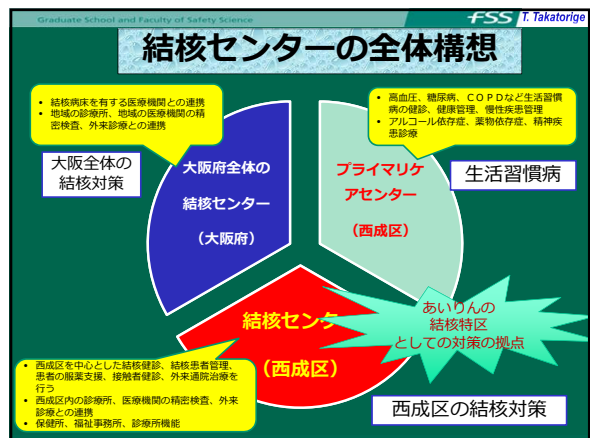 Graduate School and Faculty of Safety Science
FSS T. Takatorige
結核センターの全体構想
• 結核病床を有する医療機関との連携
• 地域の診療所、地域の医療機関の精
密検査、外来診療との連携
• 高血圧、糖尿病、COPDなど生活習慣
病の健診、健康管理、慢性疾患管理
• アルコール依存症、薬物依存症、精神疾
患診療
大阪全体の
結核対策
大阪府全体の
結核センター
（大阪府）
プライマリケ
アセンター
（西成区）
生活習慣病
結核センタ
（西成区）
あいりんの
結核特区
としての対策の拠点
• 西成区を中心とした結核健診、結核患者管理、
患者の服薬支援、接触者健診、外来通院治療を
行う
• 西成区内の診療所、医療機関の精密検査、外来
診療との連携
• 保健所、福祉事務所、診療所機能
西成区の結核対策